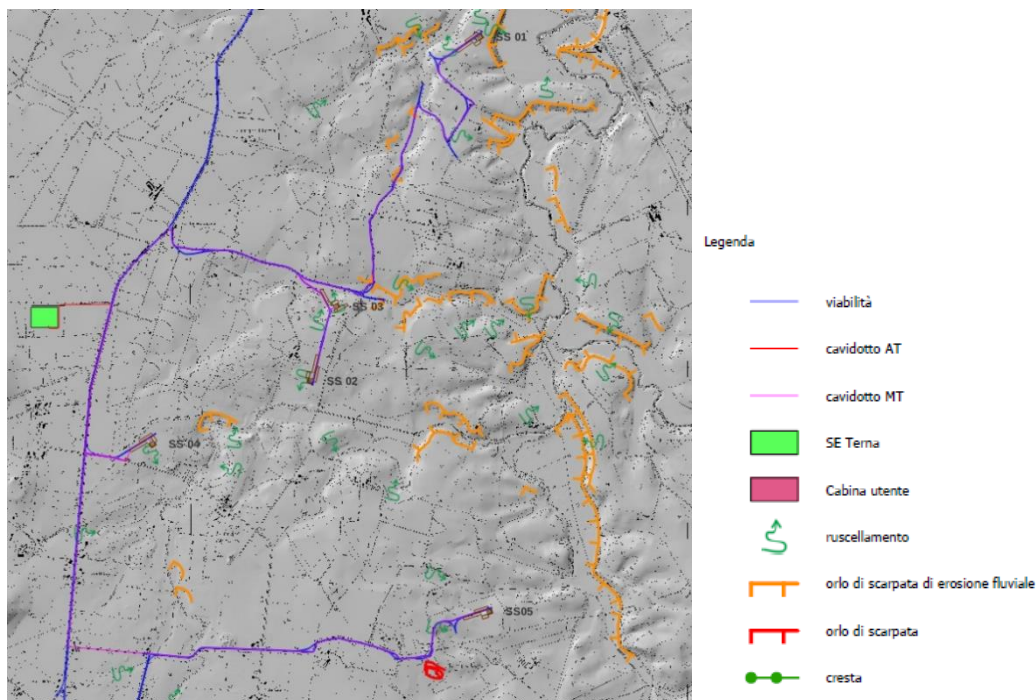 SS 01
SS 03
SS 02
SS 04
SS05
Legenda
viabilità
cavidotto AT
cavidotto MT
SE Terna
Cabina utente
ruscellamento
orlo di scarpata di erosione fluviale
orlo di scarpata
cresta